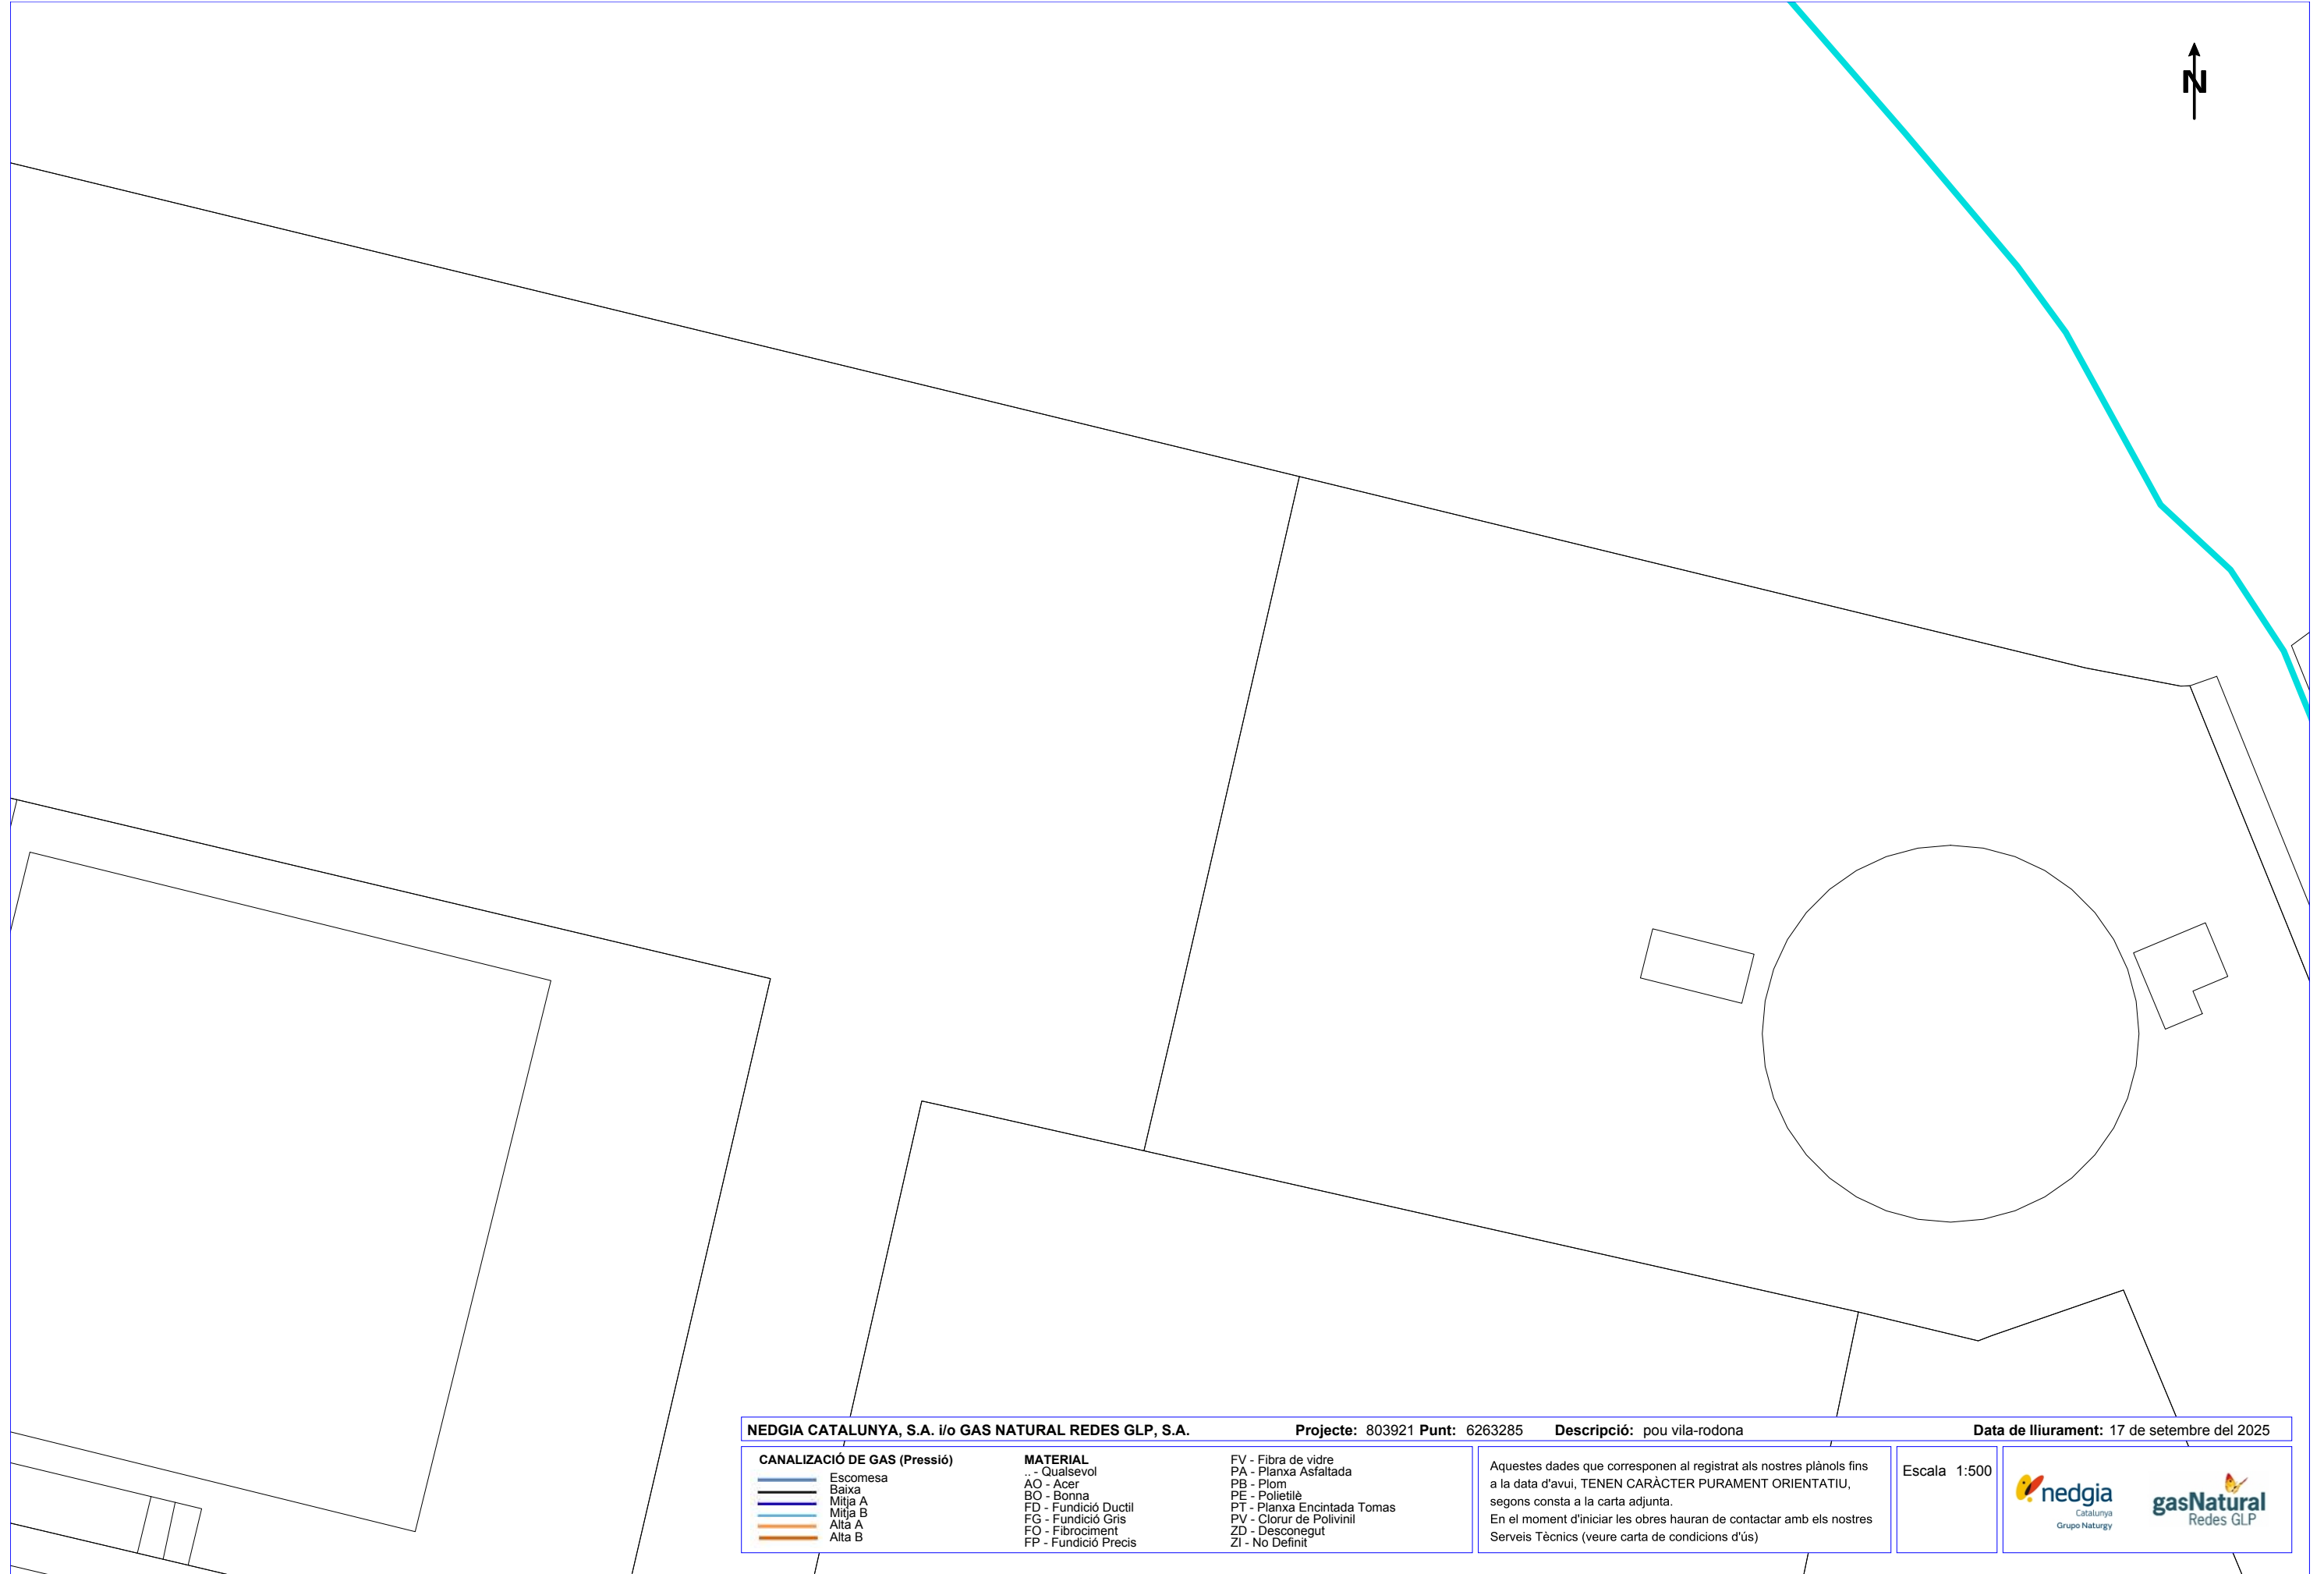 N
NEDGIA CATALUNYA, S.A. i/o GAS NATURAL REDES GLP, S.A. Projecte: 803921 Punt: 6263285 Descripció: pou vila-rodona Data de lliurament: 17 de setembre del 2025
CANALIZACIÓ DE GAS (Pressió)
Escomesa
Baixa
Mitja A
Mitja B
Alta A
Alta B
MATERIAL
.. - Qualsevol
AO - Acer
BO - Bonna
FD - Fundició Ductil
FG - Fundició Gris
FO - Fibrociment
FP - Fundició Precis
FV - Fibra de vidre
PA - Planxa Asfaltada
PB - Plom
PE - Polietilè
PT - Planxa Encintada Tomas
PV - Clorur de Polivinil
ZD - Desconegut
ZI - No Definit
Aquestes dades que corresponen al registrat als nostres plànols fins
a la data d'avui, TENEN CARÀCTER PURAMENT ORIENTATIU,
segons consta a la carta adjunta.
En el moment d'iniciar les obres hauran de contactar amb els nostres
Serveis Tècnics (veure carta de condicions d'ús)
Escala 1:500
nedgia
Catalunya
Grupo Naturgy
gasNatural
Redes GLP